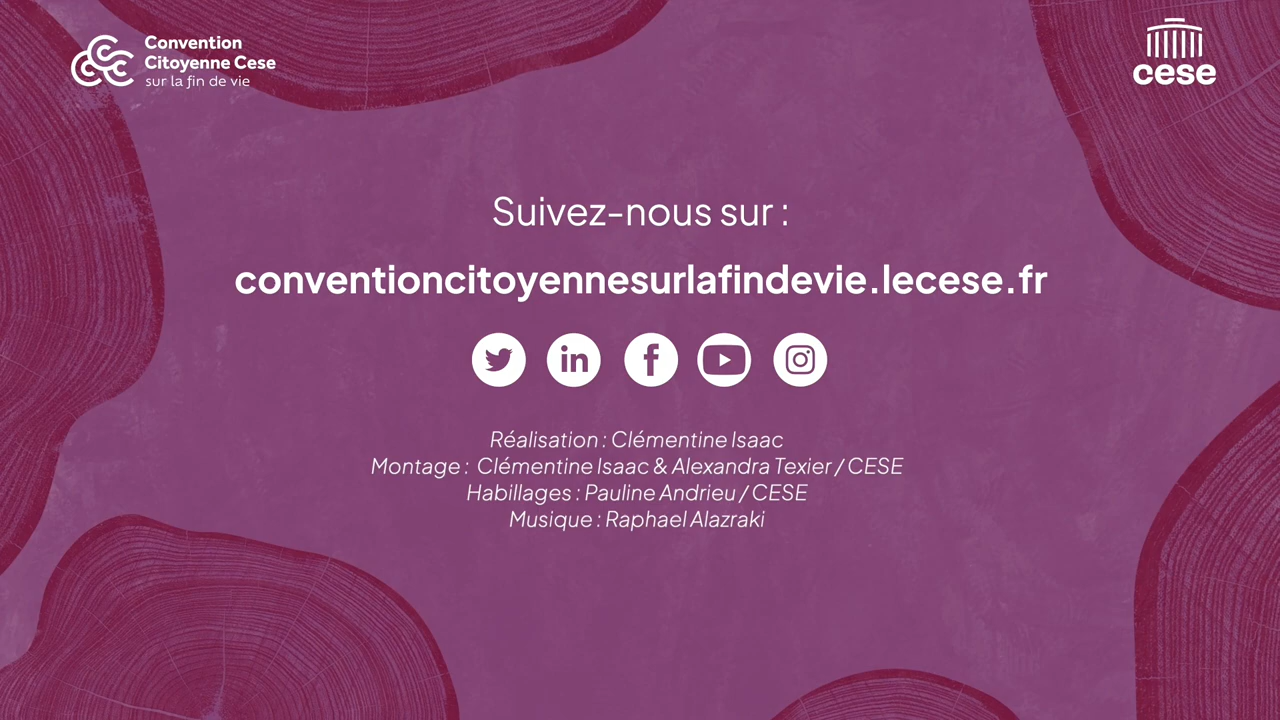 Convention
Citoyenne Cese
sur la fin de vie
cese
Suivez-nous sur :
conventioncitoyennesurlafindevie.lecese.fr
Réalisation : Clémentine Isaac
Montage : Clémentine Isaac & Alexandra Texier / CESE
Habillages : Pauline Andrieu / CESE
Musique : Raphael Alazraki